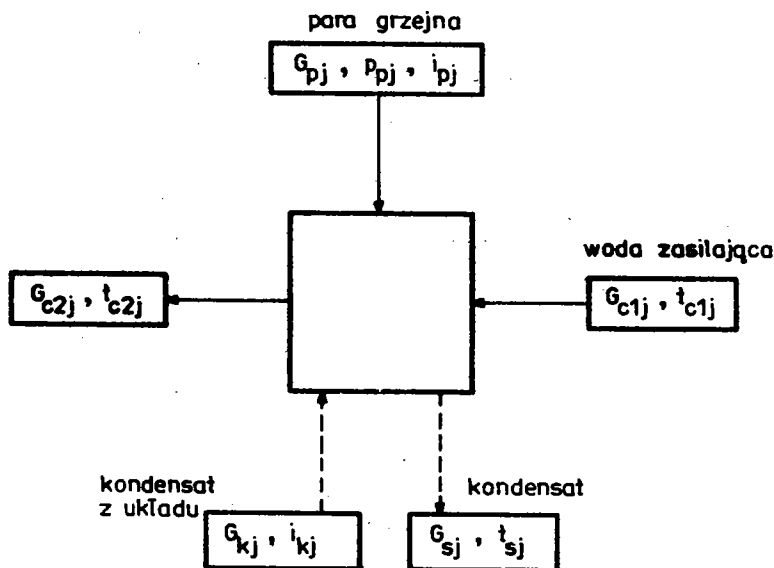 para grzejna
G_pj , p_pj , i_pj
woda zasilająca
G_c2j , t_c2j
G_c1j , t_c1j
kondensat
z układu
kondensat
G_kj , i_kj
G_sj , t_sj